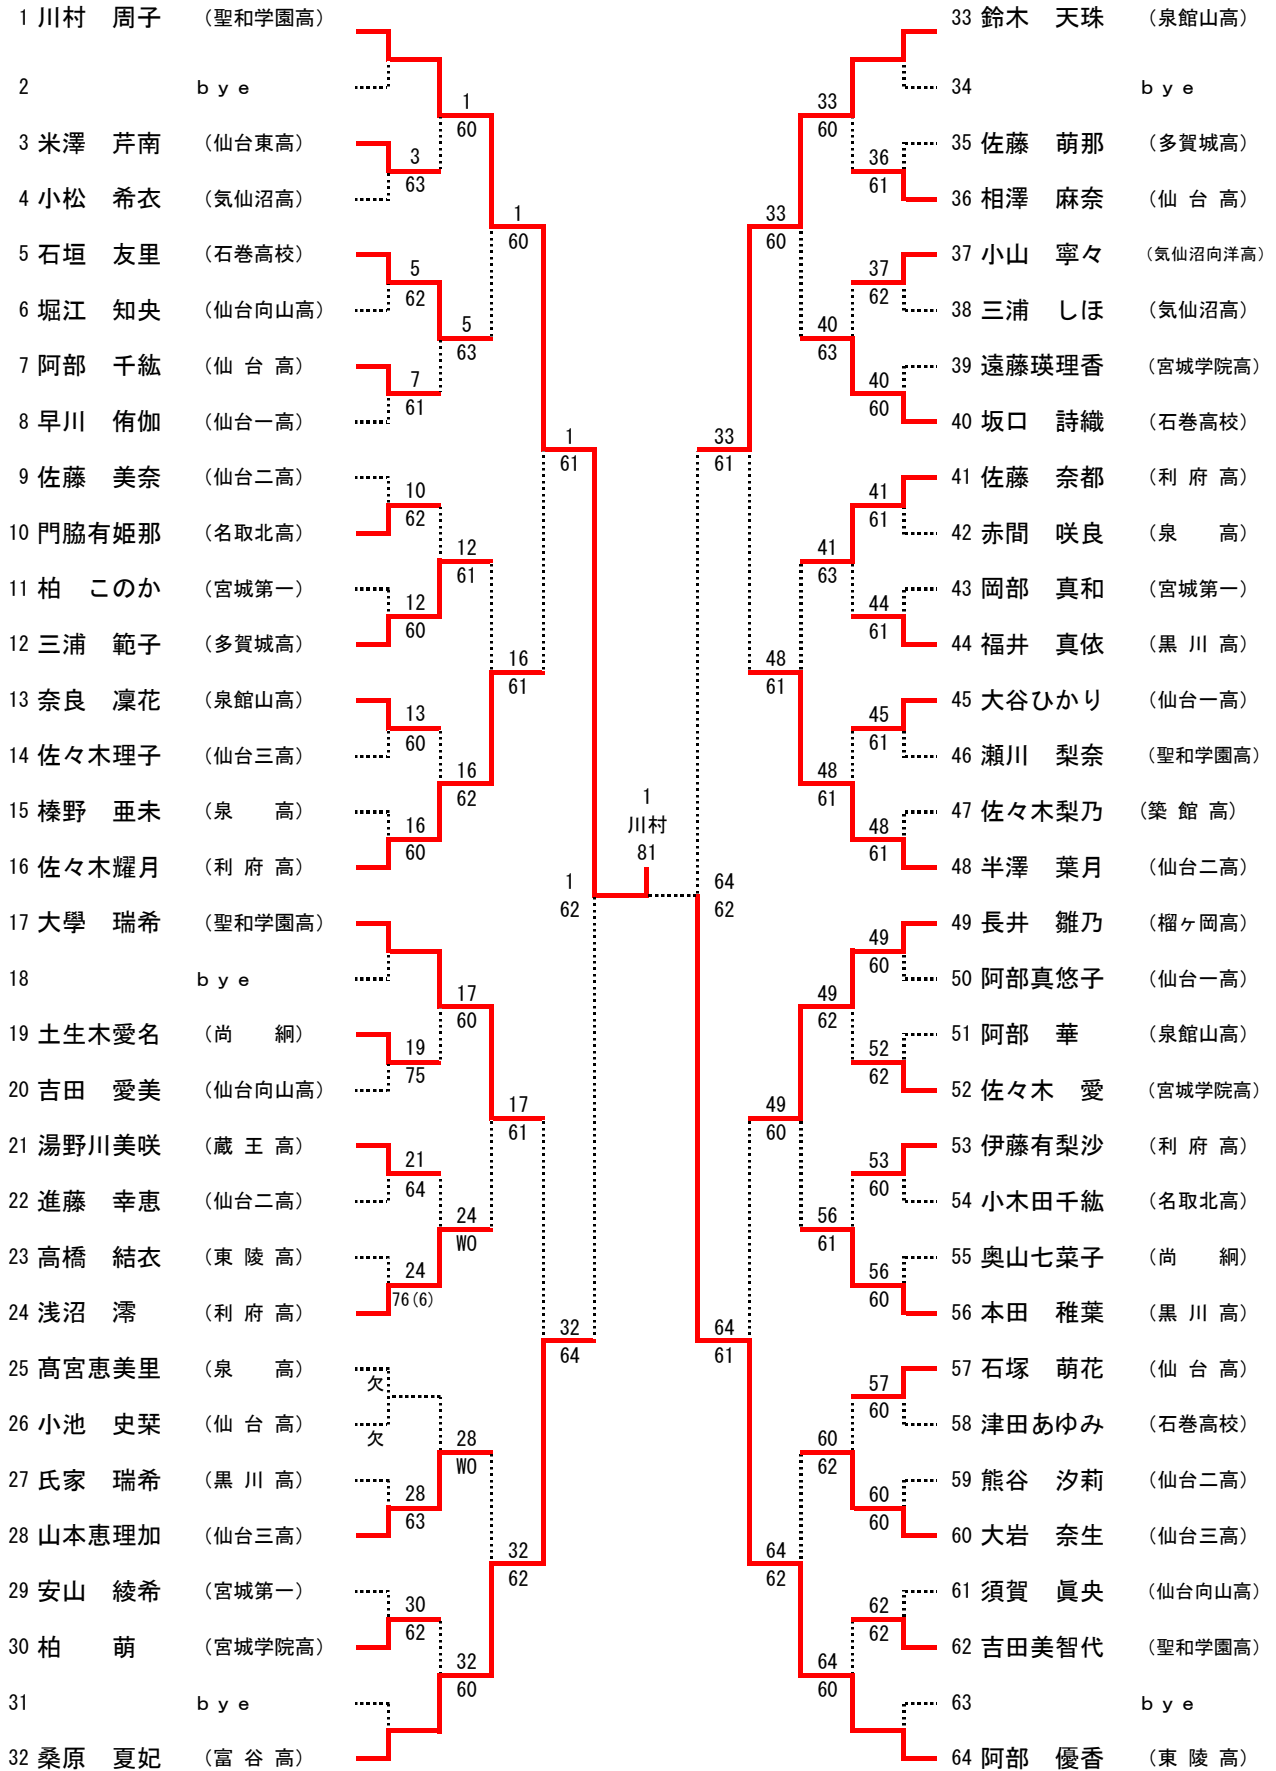 1 川村　周子 （聖和学園高）
2 ｂｙｅ
3 米澤　芹南 （仙台東高）
4 小松　希衣 （気仙沼高）
5 石垣　友里 （石巻高校）
6 堀江　知央 （仙台向山高）
7 阿部　千紘 （仙 台 高）
8 早川　侑伽 （仙台一高）
9 佐藤　美奈 （仙台二高）
10 門脇有姫那 （名取北高）
11 柏　このか （宮城第一）
12 三浦　範子 （多賀城高）
13 奈良　凜花 （泉館山高）
14 佐々木理子 （仙台三高）
15 榛野　亜未 （泉　　高）
16 佐々木耀月 （利 府 高）
17 大學　瑞希 （聖和学園高）
18 ｂｙｅ
19 土生木愛名 （尚　　絅）
20 吉田　愛美 （仙台向山高）
21 湯野川美咲 （蔵 王 高）
22 進藤　幸恵 （仙台二高）
23 高橋　結衣 （東 陵 高）
24 浅沼　澪 （利 府 高）
25 髙宮恵美里 （泉　　高）
26 小池　史栞 （仙 台 高）
27 氏家　瑞希 （黒 川 高）
28 山本恵理加 （仙台三高）
29 安山　綾希 （宮城第一）
30 柏　　萌 （宮城学院高）
31 ｂｙｅ
32 桑原　夏妃 （富 谷 高）
3
63
5
62
7
61
10
62
12
60
13
60
16
60
19
75
21
64
24
76(6)
欠
欠
28
63
30
62
1
60
5
63
12
61
16
62
17
60
24
WO
28
WO
32
60
1
60
16
61
17
61
32
62
1
61
32
64
1
62
1
川村
81
64
62
33
61
64
61
33
60
48
61
49
60
64
62
33
60
40
63
41
63
48
61
49
62
56
61
60
62
64
60
36
61
37
62
40
60
41
61
44
61
45
61
48
61
49
60
52
62
53
60
56
60
57
60
60
60
62
62
33 鈴木　天珠 （泉館山高）
34 ｂｙｅ
35 佐藤　萌那 （多賀城高）
36 相澤　麻奈 （仙 台 高）
37 小山　寧々 （気仙沼向洋高）
38 三浦　しほ （気仙沼高）
39 遠藤瑛理香 （宮城学院高）
40 坂口　詩織 （石巻高校）
41 佐藤　奈都 （利 府 高）
42 赤間　咲良 （泉　　高）
43 岡部　真和 （宮城第一）
44 福井　真依 （黒 川 高）
45 大谷ひかり （仙台一高）
46 瀬川　梨奈 （聖和学園高）
47 佐々木梨乃 （築 館 高）
48 半澤　葉月 （仙台二高）
49 長井　雛乃 （榴ヶ岡高）
50 阿部真悠子 （仙台一高）
51 阿部　華 （泉館山高）
52 佐々木　愛 （宮城学院高）
53 伊藤有梨沙 （利 府 高）
54 小木田千紘 （名取北高）
55 奥山七菜子 （尚　　絅）
56 本田　稚葉 （黒 川 高）
57 石塚　萌花 （仙 台 高）
58 津田あゆみ （石巻高校）
59 熊谷　汐莉 （仙台二高）
60 大岩　奈生 （仙台三高）
61 須賀　眞央 （仙台向山高）
62 吉田美智代 （聖和学園高）
63 ｂｙｅ
64 阿部　優香 （東 陵 高）